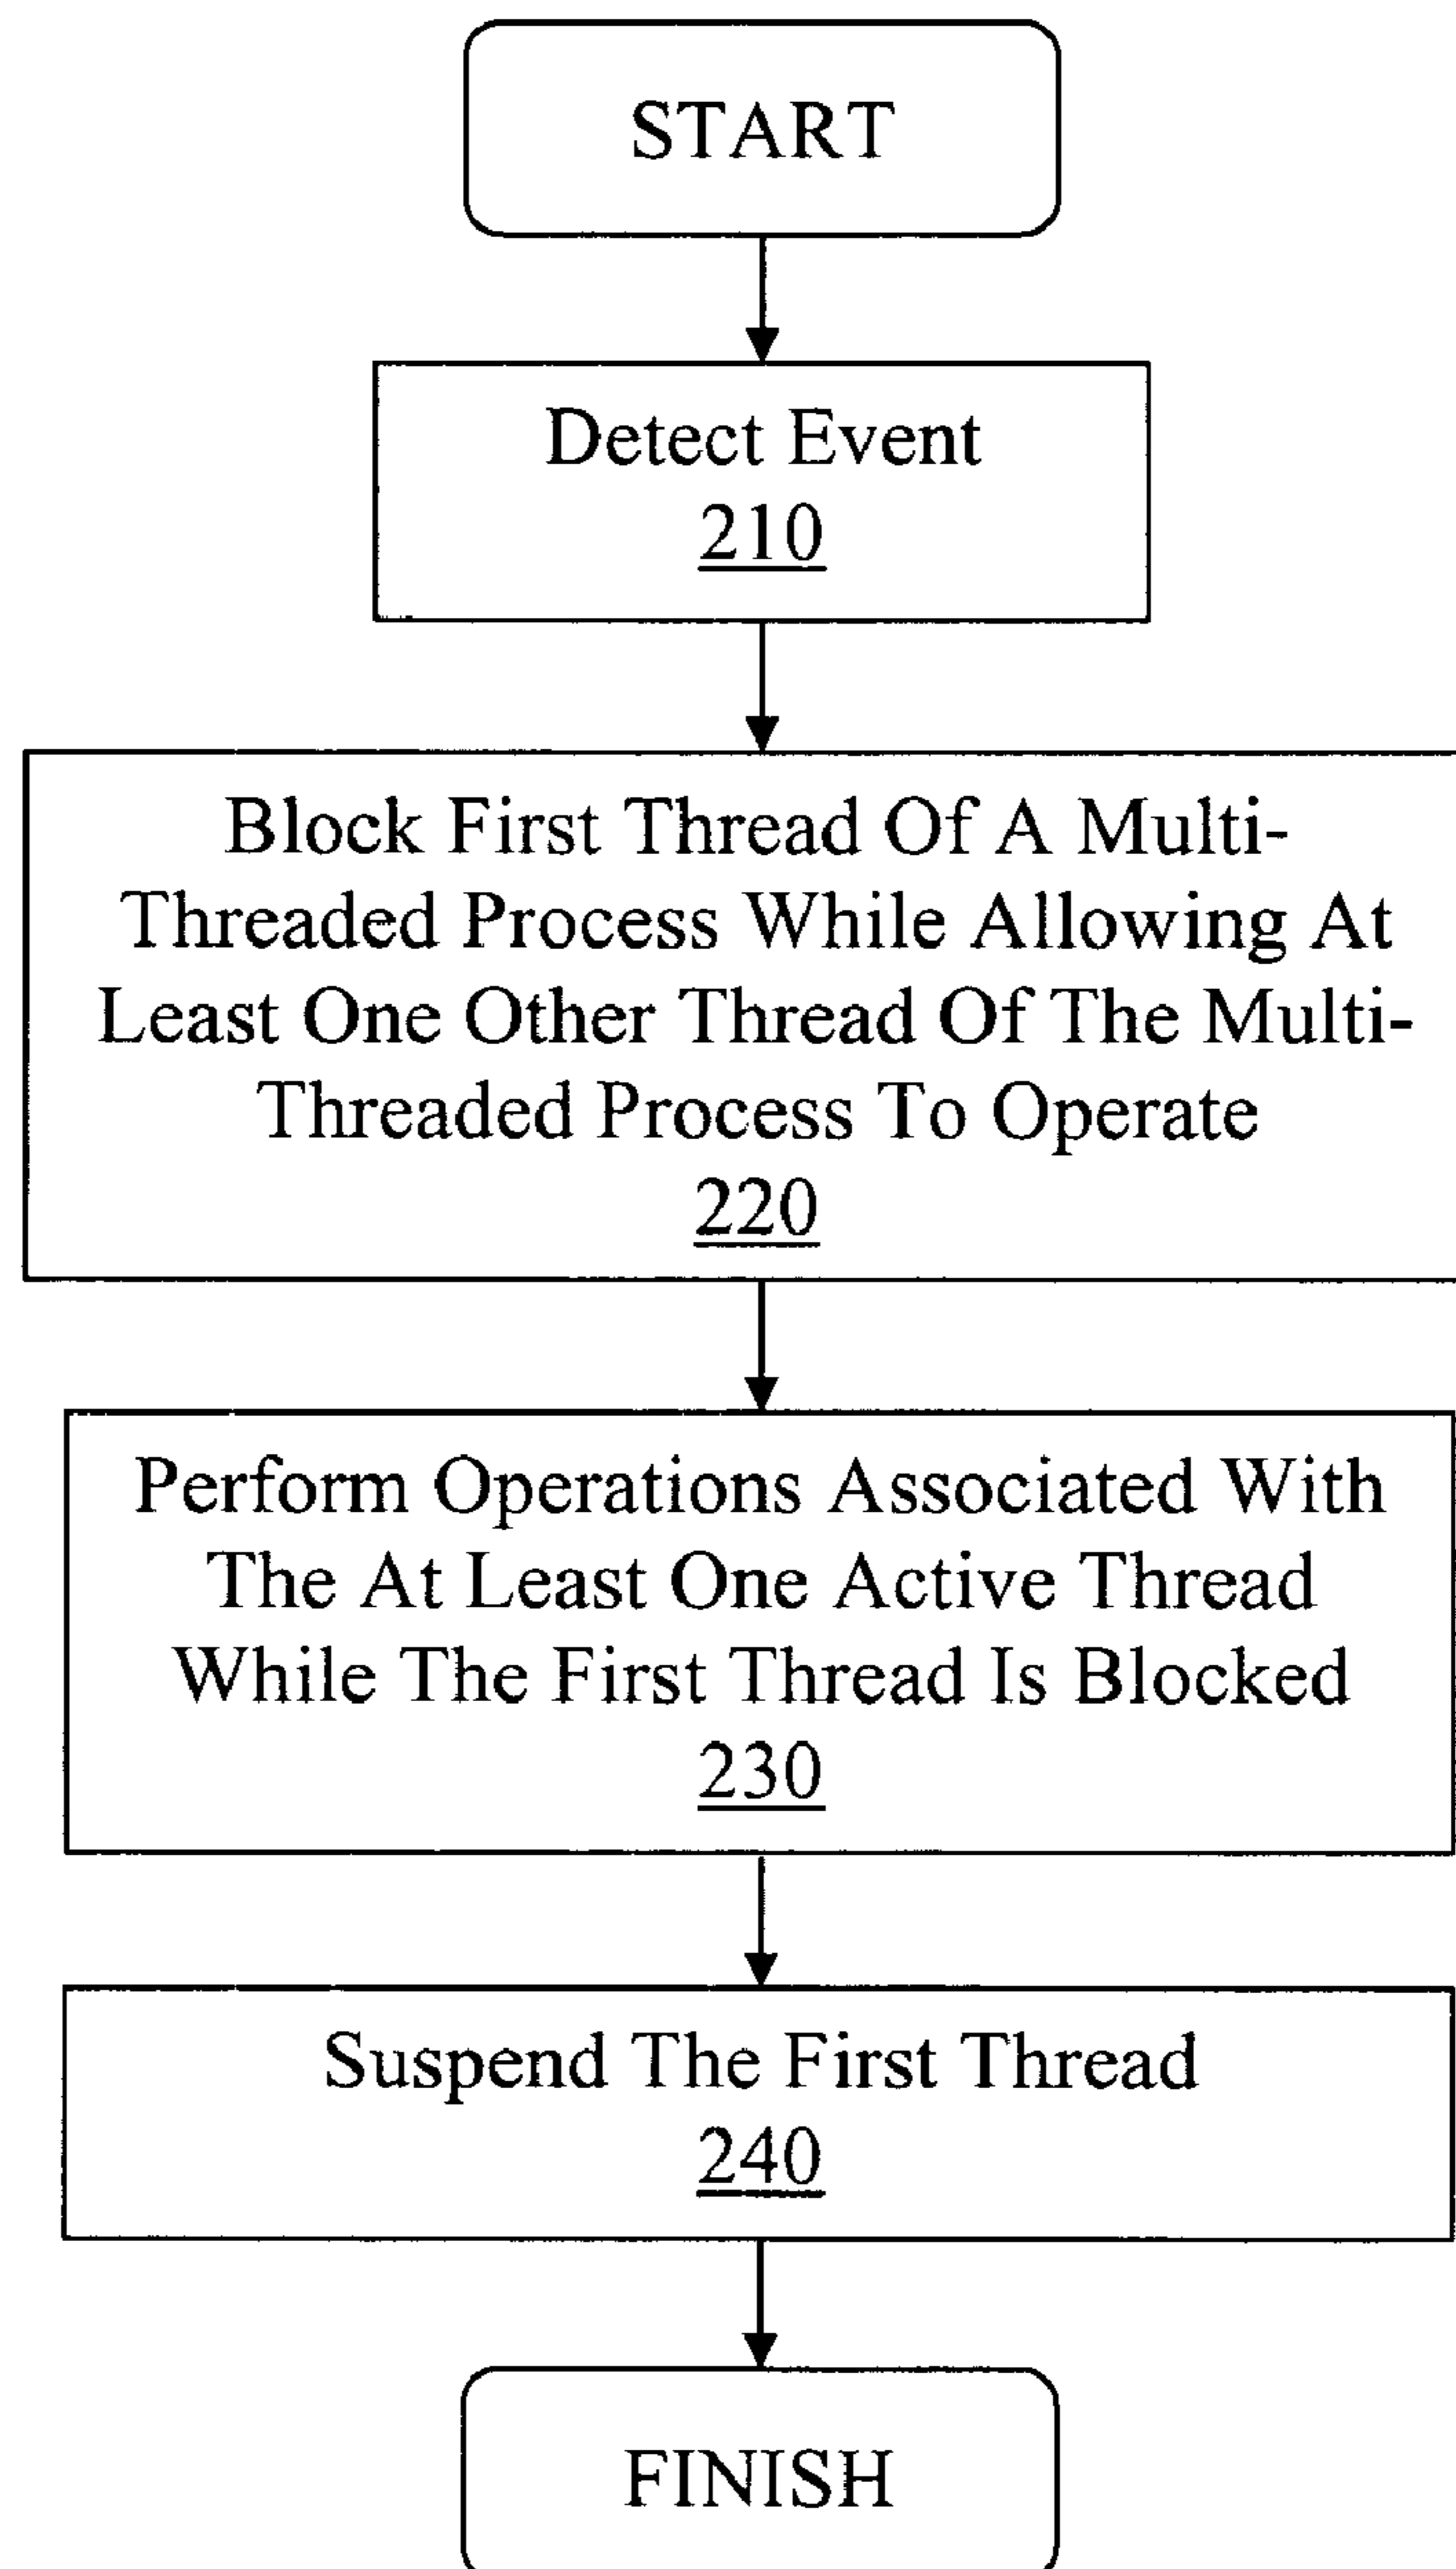 START
Detect Event
210
Block First Thread Of A Multi-
Threaded Process While Allowing At
Least One Other Thread Of The Multi-
Threaded Process To Operate
220
Perform Operations Associated With
The At Least One Active Thread
While The First Thread Is Blocked
230
Suspend The First Thread
240
FINISH